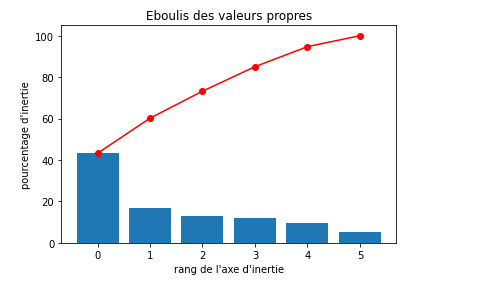 Eboulis des valeurs propres
100
80
60
40
20
0
pourcentage d'inertie
0 1 2 3 4 5
rang de l'axe d'inertie